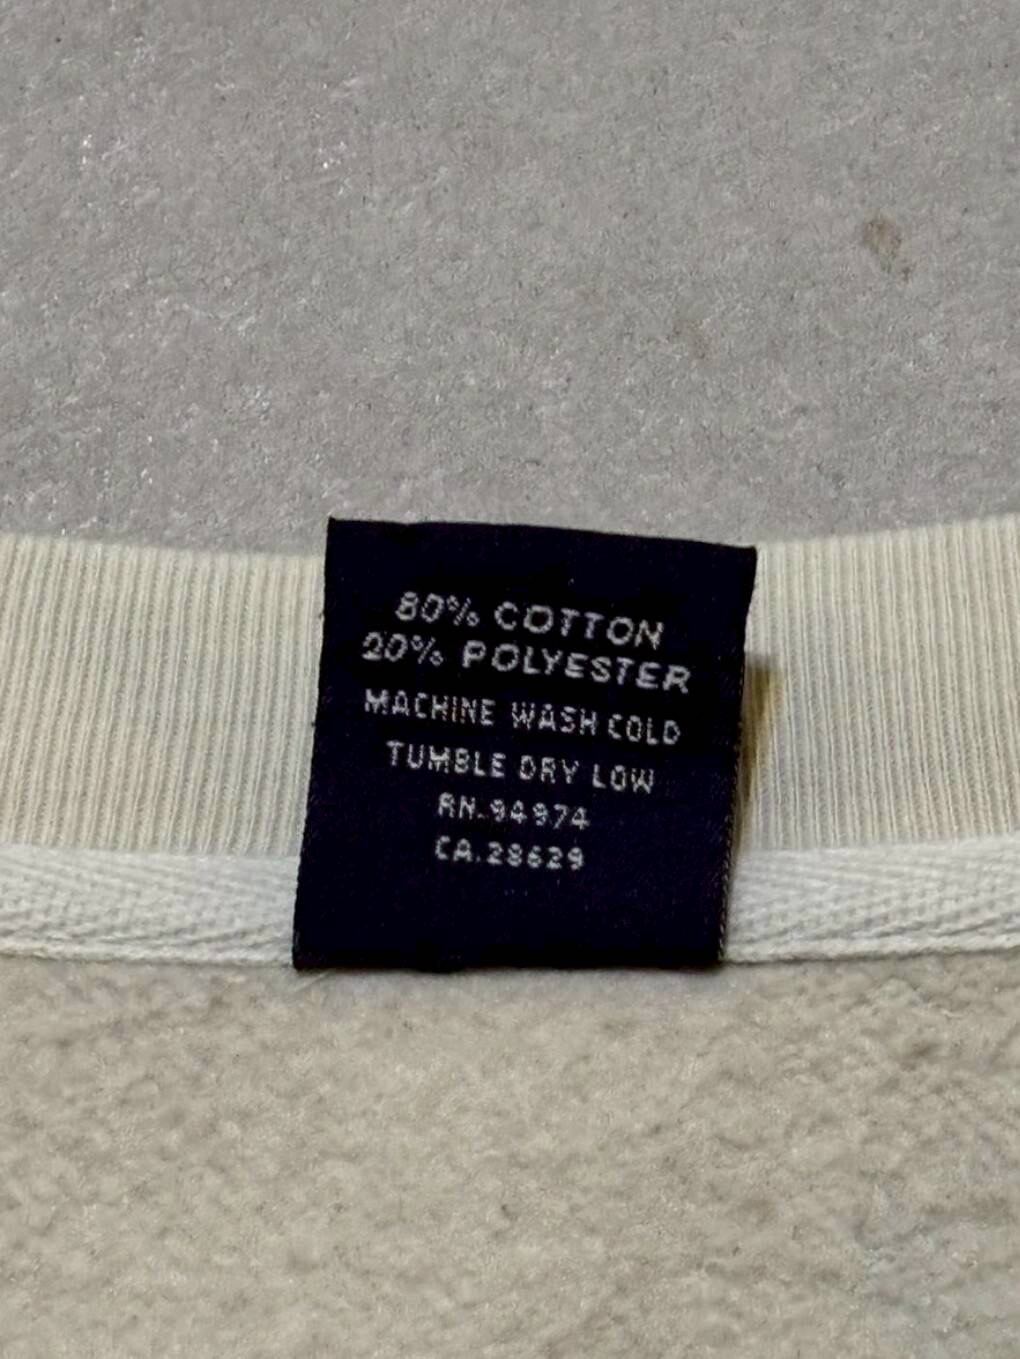 80% COTTON
20% POLYESTER
MACHINE WASH COLD
TUMBLE DRY LOW
RN.94974
CA.28629